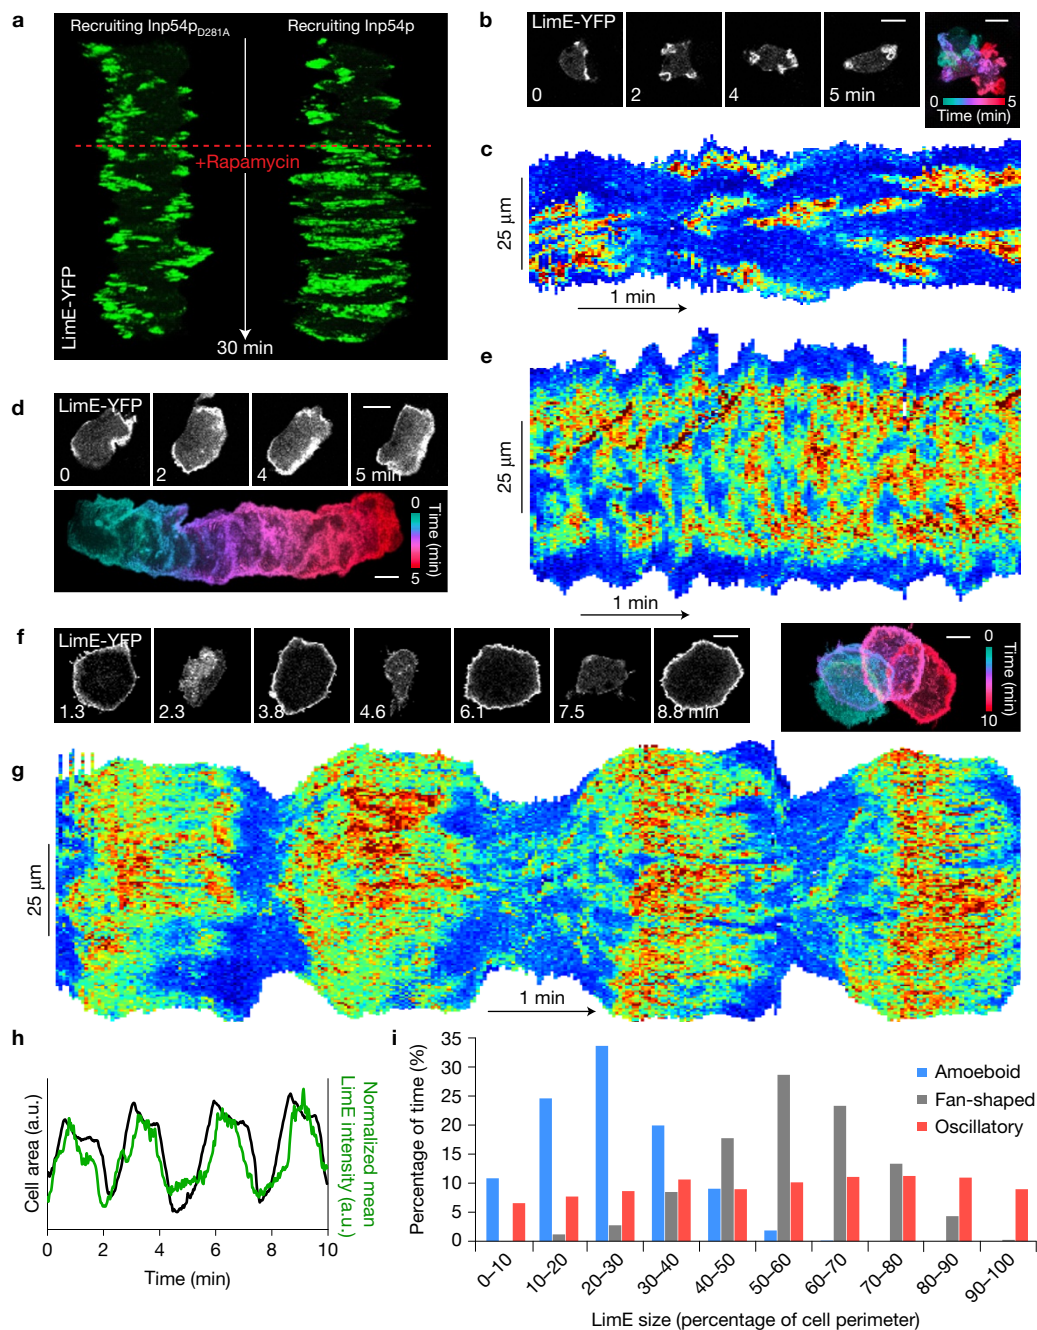 a
Recruiting Inp54pD281A
Recruiting Inp54p
+Rapamycin
LimE-YFP
30 min
b
LimE-YFP
0
2
4
5 min
0
5
Time (min)
c
25 µm
1 min
d
LimE-YFP
0
2
4
5 min
0
Time (min)
5
e
25 µm
1 min
f
LimE-YFP
1.3
2.3
3.8
4.6
6.1
7.5
8.8 min
0
Time (min)
10
g
25 µm
1 min
h
Cell area (a.u.)
Normalized mean
LimE intensity (a.u.)
0
2
4
6
8
10
Time (min)
i
Percentage of time (%)
35
30
25
20
15
10
5
0
Amoeboid
Fan-shaped
Oscillatory
0–10
10–20
20–30
30–40
40–50
50–60
60–70
70–80
80–90
90–100
LimE size (percentage of cell perimeter)